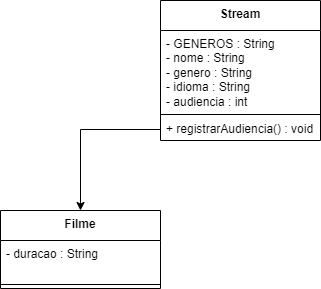 Stream
- GENEROS : String
- nome : String
- genero : String
- idioma : String
- audiencia : int
+ registrarAudiencia() : void
Filme
- duracao : String